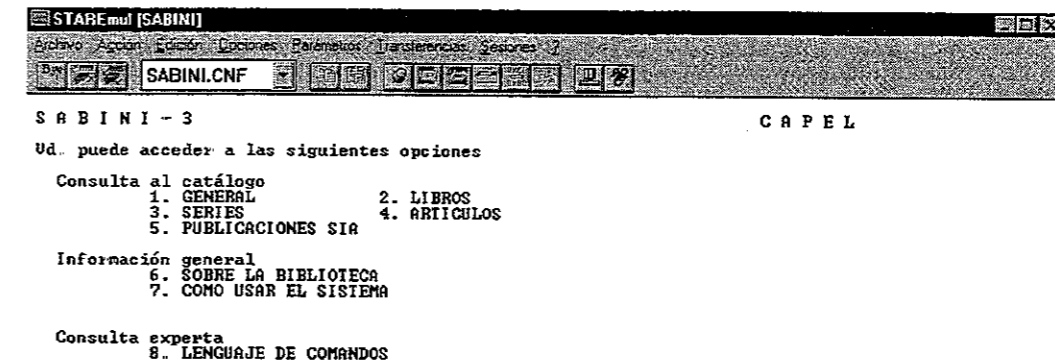 STAREmul [SABINI]
Archivo Acción Edición Opciones Parámetros Transferencias Sesiones ?
SABINI.CNF
S A B I N I - 3 C A P E L
Ud. puede acceder a las siguientes opciones
Consulta al catálogo
1. GENERAL 2. LIBROS
3. SERIES 4. ARTICULOS
5. PUBLICACIONES SIA
Información general
6. SOBRE LA BIBLIOTECA
7. COMO USAR EL SISTEMA
Consulta experta
8. LENGUAJE DE COMANDOS